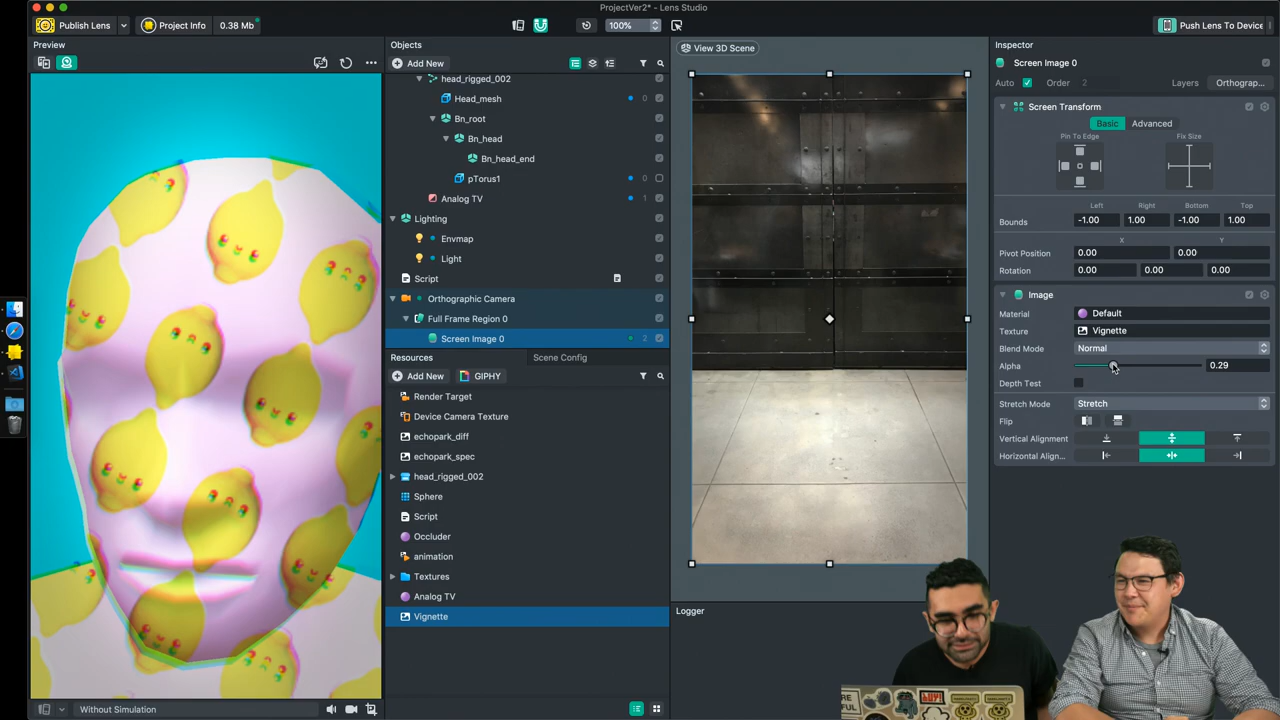 ProjectVer2* - Lens Studio
Publish Lens
Project Info
0.38 Mb
100%
Push Lens To Device
Preview
Without Simulation
Objects
Add New
head_rigged_002
Head_mesh 0
Bn_root
Bn_head
Bn_head_end
pTorus1 0
Analog TV 1
Lighting
Envmap
Light
Script
Orthographic Camera
Full Frame Region 0
Screen Image 0 2
Resources Scene Config
Add New GIPHY
Render Target
Device Camera Texture
echopark_diff
echopark_spec
head_rigged_002
Sphere
Script
Occluder
animation
Textures
Analog TV
Vignette
View 3D Scene
Logger
Inspector
Screen Image 0
Auto Order 2 Layers Orthograp...
Screen Transform
Basic Advanced
Pin To Edge Fix Size
Left Right Bottom Top
Bounds -1.00 1.00 -1.00 1.00
X Y
Pivot Position 0.00 0.00
Rotation 0.00 0.00 0.00
Image
Material Default
Texture Vignette
Blend Mode Normal
Alpha 0.29
Depth Test
Stretch Mode Stretch
Flip
Vertical Alignment
Horizontal Align...